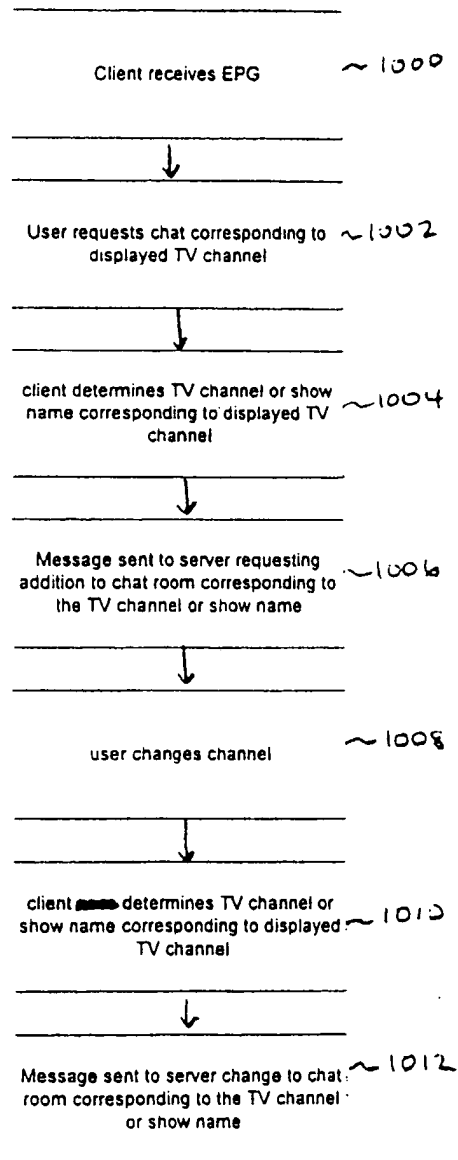 Client receives EPG ~1000
User requests chat corresponding to ~1002
displayed TV channel
client determines TV channel or show
name corresponding to displayed TV ~1004
channel
Message sent to server requesting
addition to chat room corresponding to ~1006
the TV channel or show name
user changes channel ~1008
client determines TV channel or
show name corresponding to displayed ~1010
TV channel
Message sent to server change to chat ~1012
room corresponding to the TV channel
or show name